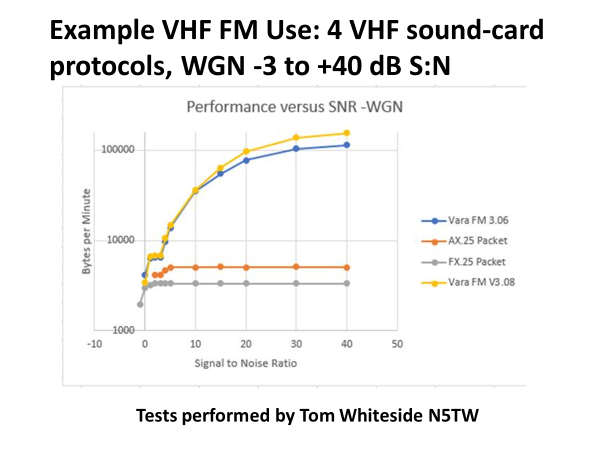 Example VHF FM Use: 4 VHF sound-card
protocols, WGN -3 to +40 dB S:N
Performance versus SNR -WGN
100000
10000
1000
Bytes per Minute
-10 0 10 20 30 40 50
Signal to Noise Ratio
Vara FM 3.06
AX.25 Packet
FX.25 Packet
Vara FM V3.08
Tests performed by Tom Whiteside N5TW